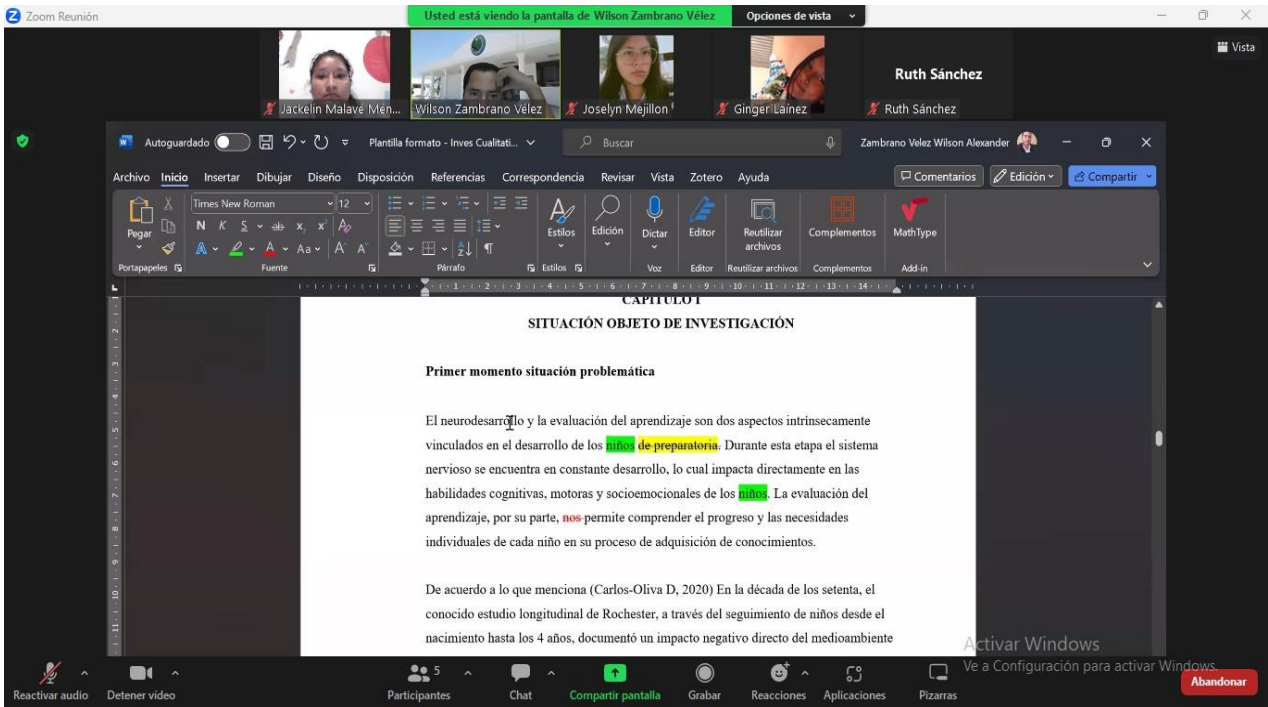 Zoom Reunión
Usted está viendo la pantalla de Wilson Zambrano Vélez
Opciones de vista
Vista
Ruth Sánchez
Jackelin Malavé Men...
Wilson Zambrano Vélez
Joselyn Mejillon
Ginger Laínez
Ruth Sánchez
Autoguardado
Plantilla formato - Inves Cualitati...
Buscar
Zambrano Velez Wilson Alexander
Archivo Inicio Insertar Dibujar Diseño Disposición Referencias Correspondencia Revisar Vista Zotero Ayuda
Comentarios
Edición
Compartir
Times New Roman 12
Pegar
N K S ab x, x²
Aa A A
Estilos
Edición
Dictar
Editor
Reutilizar archivos
Complementos
MathType
Portapapeles Fuente Párrafo Estilos Voz Editor Reutilizar archivos Complementos Add-in
CAPÍTULO I
SITUACIÓN OBJETO DE INVESTIGACIÓN
Primer momento situación problemática
El neurodesarrollo y la evaluación del aprendizaje son dos aspectos intrínsecamente
vinculados en el desarrollo de los niños de preparatoria. Durante esta etapa el sistema
nervioso se encuentra en constante desarrollo, lo cual impacta directamente en las
habilidades cognitivas, motoras y socioemocionales de los niños. La evaluación del
aprendizaje, por su parte, nos permite comprender el progreso y las necesidades
individuales de cada niño en su proceso de adquisición de conocimientos.
De acuerdo a lo que menciona (Carlos-Oliva D, 2020) En la década de los setenta, el
conocido estudio longitudinal de Rochester, a través del seguimiento de niños desde el
nacimiento hasta los 4 años, documentó un impacto negativo directo del medioambiente
Activar Windows
Ve a Configuración para activar Windows.
Reactivar audio
Detener video
5
Participantes
Chat
Compartir pantalla
Grabar
Reacciones
Aplicaciones
Pizarras
Abandonar